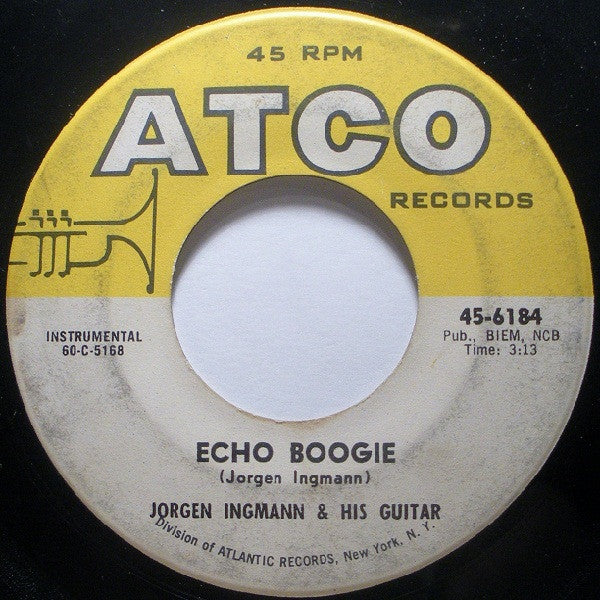 45 RPM
ATCO
RECORDS
INSTRUMENTAL
60-C-5168
45-6184
Pub., BIEM, NCB
Time: 3:13
ECHO BOOGIE
(Jorgen Ingmann)
JORGEN INGMANN & HIS GUITAR
Division of ATLANTIC RECORDS, New York, N. Y.